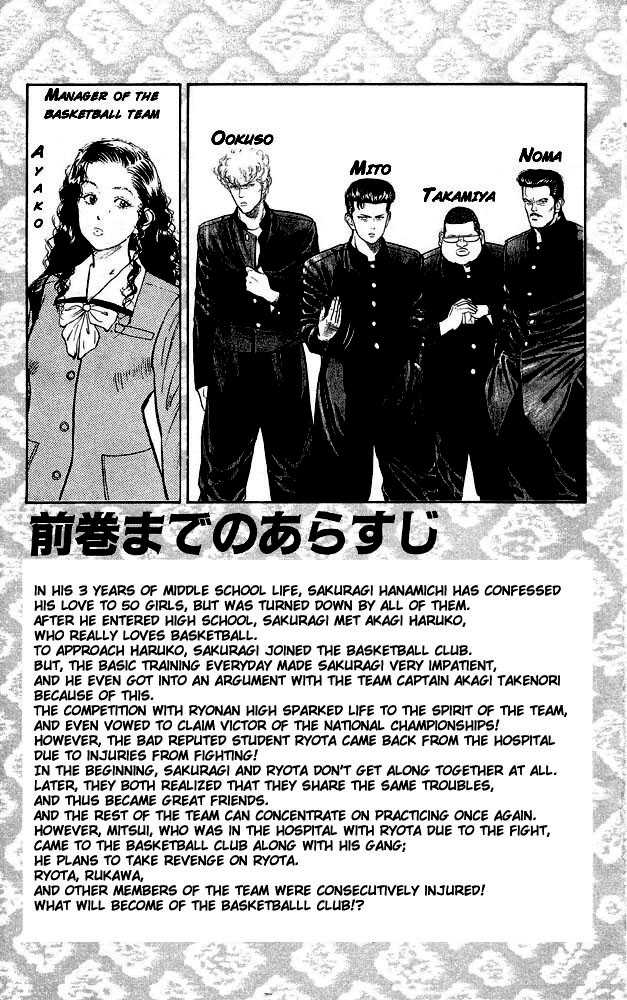 MANAGER OF THE
BASKETBALL TEAM
AYAKO
OOKUSO
MITO
TAKAMIYA
NOMA
前巻までのあらすじ
IN HIS 3 YEARS OF MIDDLE SCHOOL LIFE, SAKURAGI HANAMICHI HAS CONFESSED
HIS LOVE TO 50 GIRLS, BUT WAS TURNED DOWN BY ALL OF THEM.
AFTER HE ENTERED HIGH SCHOOL, SAKURAGI MET AKAGI HARUKO,
WHO REALLY LOVES BASKETBALL.
TO APPROACH HARUKO, SAKURAGI JOINED THE BASKETBALL CLUB.
BUT, THE BASIC TRAINING EVERYDAY MADE SAKURAGI VERY IMPATIENT,
AND HE EVEN GOT INTO AN ARGUMENT WITH THE TEAM CAPTAIN AKAGI TAKENORI
BECAUSE OF THIS.
THE COMPETITION WITH RYONAN HIGH SPARKED LIFE TO THE SPIRIT OF THE TEAM,
AND EVEN VOWED TO CLAIM VICTOR OF THE NATIONAL CHAMPIONSHIPS!
HOWEVER, THE BAD REPUTED STUDENT RYOTA CAME BACK FROM THE HOSPITAL
DUE TO INJURIES FROM FIGHTING!
IN THE BEGINNING, SAKURAGI AND RYOTA DON'T GET ALONG TOGETHER AT ALL.
LATER, THEY BOTH REALIZED THAT THEY SHARE THE SAME TROUBLES,
AND THUS BECAME GREAT FRIENDS.
AND THE REST OF THE TEAM CAN CONCENTRATE ON PRACTICING ONCE AGAIN.
HOWEVER, MITSUI, WHO WAS IN THE HOSPITAL WITH RYOTA DUE TO THE FIGHT,
CAME TO THE BASKETBALL CLUB ALONG WITH HIS GANG;
HE PLANS TO TAKE REVENGE ON RYOTA.
RYOTA, RUKAWA,
AND OTHER MEMBERS OF THE TEAM WERE CONSECUTIVELY INJURED!
WHAT WILL BECOME OF THE BASKETBALLL CLUB!?